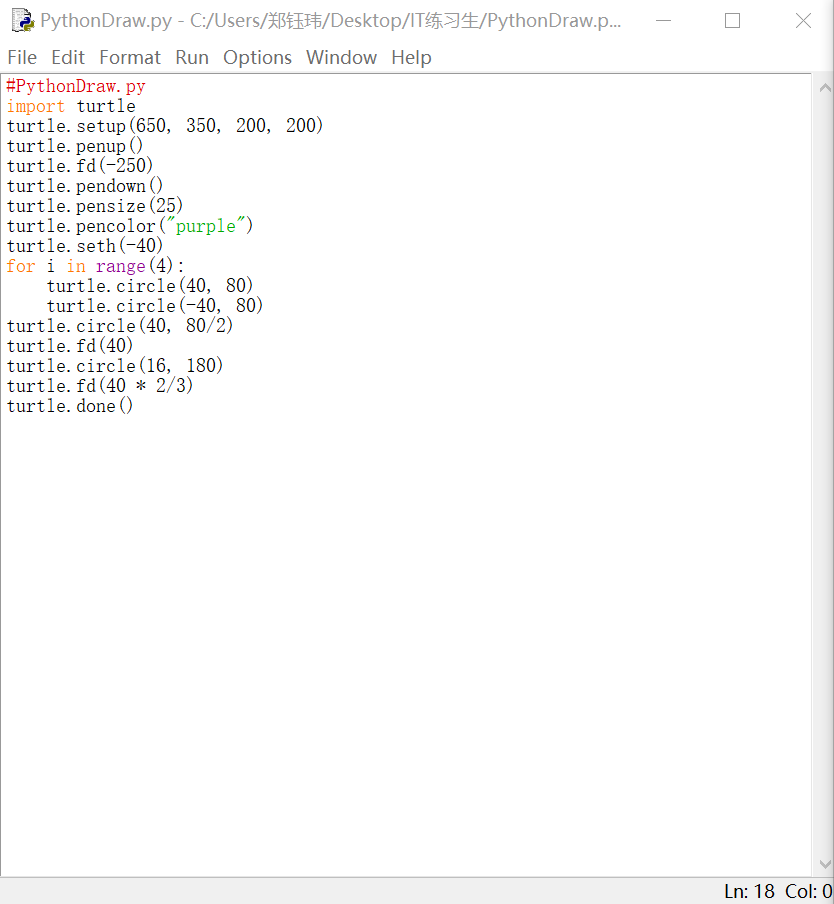 PythonDraw.py - C:/Users/郑钰玮/Desktop/IT练习生/PythonDraw.p...
File Edit Format Run Options Window Help
#PythonDraw.py
import turtle
turtle.setup(650, 350, 200, 200)
turtle.penup()
turtle.fd(-250)
turtle.pendown()
turtle.pensize(25)
turtle.pencolor("purple")
turtle.seth(-40)
for i in range(4):
    turtle.circle(40, 80)
    turtle.circle(-40, 80)
turtle.circle(40, 80/2)
turtle.fd(40)
turtle.circle(16, 180)
turtle.fd(40 * 2/3)
turtle.done()
Ln: 18 Col: 0